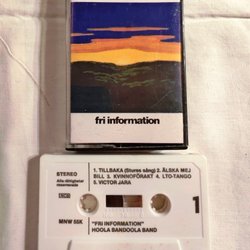 fri information
STEREO
Alla rättigheter
reserverade
1. TILLBAKA (Stures sång) 2. ÄLSKA MEJ
BILL 3. KVINNOFÖRAKT 4. LTO-TANGO
5. VICTOR JARA
1
MNW 55K
"FRI INFORMATION"
HOOLA BANDOOLA BAND